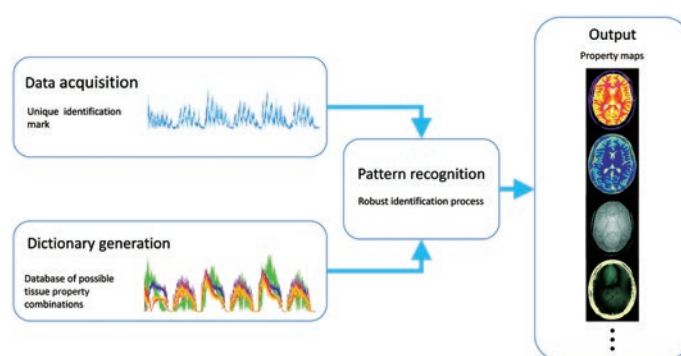 Data acquisition
Unique identification
mark
Dictionary generation
Database of possible
tissue property
combinations
Pattern recognition
Robust identification process
Output
Property maps